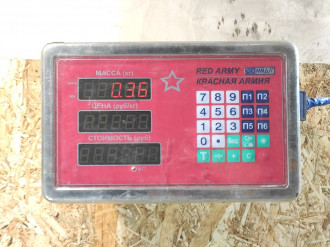 МАССА (кг)
0.36
RED ARMY
КРАСНАЯ АРМИЯ
ЦЕНА (руб/кг)
СТОИМОСТЬ (руб)
7 8 9 П1 П2
4 5 6 П3 П4
1 2 3 П5 П6
0
T